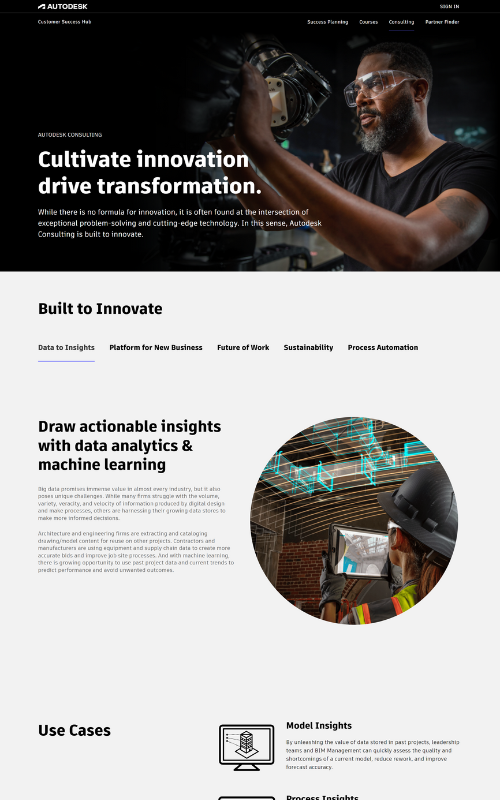 AUTODESK
SIGN IN
Customer Success Hub
Success Planning
Courses
Consulting
Partner Finder
AUTODESK CONSULTING
Cultivate innovation
drive transformation.
While there is no formula for innovation, it is often found at the intersection of
exceptional problem-solving and cutting-edge technology. In this sense, Autodesk
Consulting is built to innovate.
Built to Innovate
Data to Insights
Platform for New Business
Future of Work
Sustainability
Process Automation
Draw actionable insights
with data analytics &
machine learning
Big data promises immense value in almost every industry, but it also
poses unique challenges. While many firms struggle with the volume,
variety, veracity, and velocity of information produced by digital design
and make processes, others are harnessing their growing data stores to
make more informed decisions.
Architecture and engineering firms are extracting and cataloging
drawing/model content for reuse on other projects. Contractors and
manufacturers are using equipment and supply chain data to create more
accurate bids and improve job-site processes. And with machine learning,
there is growing opportunity to use past project data and current trends to
predict performance and avoid unwanted outcomes.
Use Cases
Model Insights
By unleashing the value of data stored in past projects, leadership
teams and BIM Management can quickly assess the quality and
shortcomings of a current model, reduce rework, and improve
forecast accuracy.
Process Insights